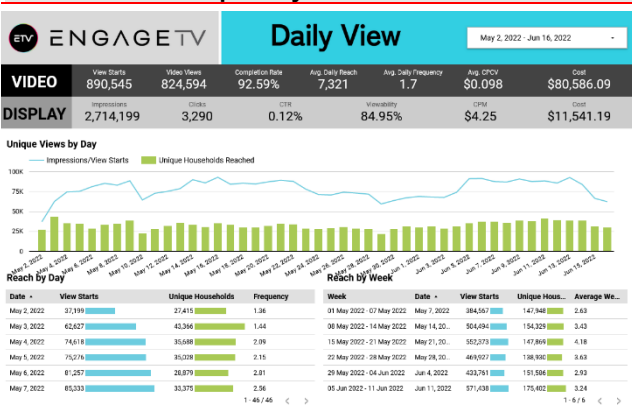 ETV ENGAGETV
Daily View
May 2, 2022 - Jun 16, 2022
VIDEO
View Starts Video Views Completion Rate Avg. Daily Reach Avg. Daily Frequency Avg. CPCV Cost
890,545 824,594 92.59% 7,321 1.7 $0.098 $80,586.09
DISPLAY
Impressions Clicks CTR Viewability CPM Cost
2,714,199 3,290 0.12% 84.95% $4.25 $11,541.19
Unique Views by Day
Impressions/View Starts Unique Households Reached
100K
75K
50K
25K
0
May 2, 2022 May 4, 2022 May 6, 2022 May 8, 2022 May 10, 2022 May 12, 2022 May 14, 2022 May 16, 2022 May 18, 2022 May 20, 2022 May 22, 2022 May 24, 2022 May 26, 2022 May 28, 2022 May 30, 2022 Jun 1, 2022 Jun 3, 2022 Jun 5, 2022 Jun 7, 2022 Jun 9, 2022 Jun 11, 2022 Jun 13, 2022 Jun 15, 2022
Reach by Day
Date View Starts Unique Households Frequency
May 2, 2022 37,199 27,415 1.36
May 3, 2022 62,627 43,366 1.44
May 4, 2022 74,618 35,688 2.09
May 5, 2022 75,276 35,028 2.15
May 6, 2022 81,257 28,879 2.81
May 7, 2022 85,333 33,375 2.56
1 - 46 / 46 < >
Reach by Week
Week Date View Starts Unique Hous... Average We...
01 May 2022 - 07 May 2022 May 7, 2022 384,567 147,948 2.63
08 May 2022 - 14 May 2022 May 14, 20... 504,494 154,329 3.43
15 May 2022 - 21 May 2022 May 21, 20... 552,373 147,869 4.18
22 May 2022 - 28 May 2022 May 28, 20... 469,927 138,930 3.63
29 May 2022 - 04 Jun 2022 Jun 4, 2022 433,761 151,506 2.93
05 Jun 2022 - 11 Jun 2022 Jun 11, 2022 571,438 175,402 3.24
1 - 6 / 6 < >